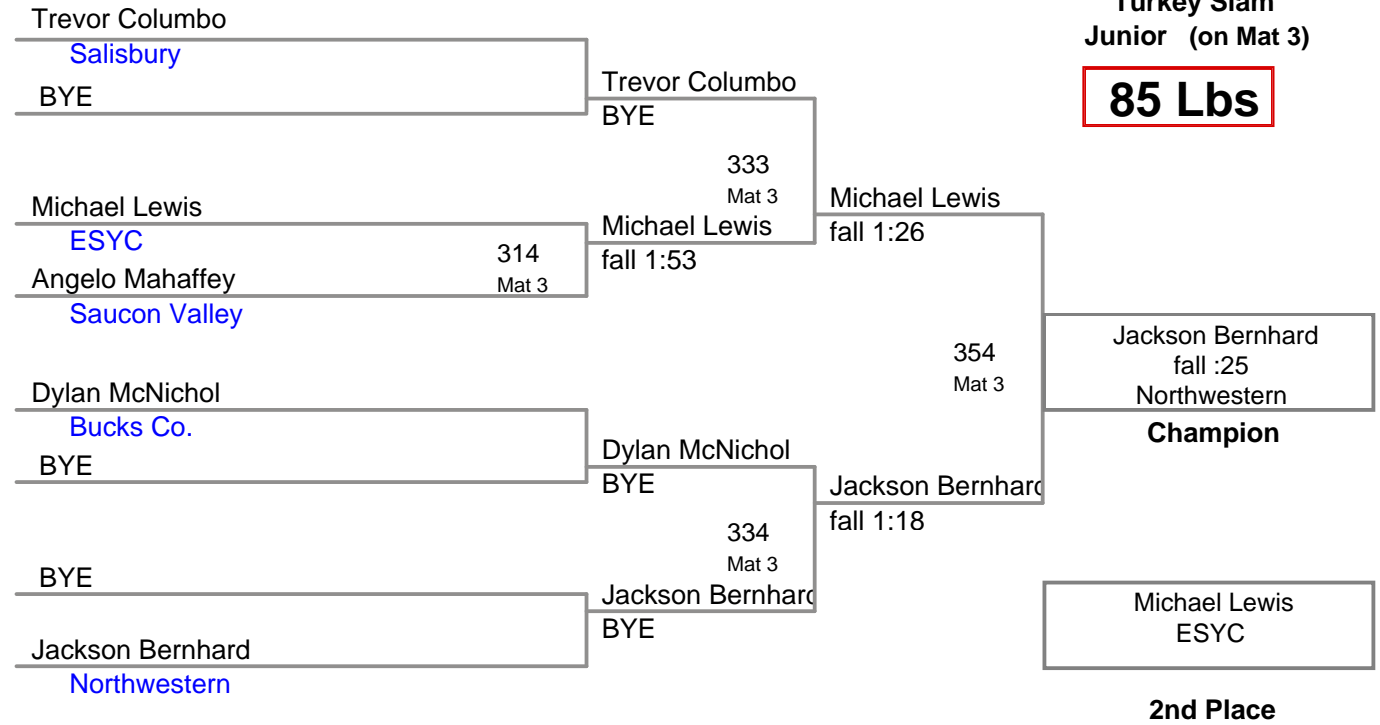 Turkey Slam
Junior (on Mat 3)
85 Lbs
Trevor Columbo
Salisbury
BYE
Trevor Columbo
BYE
333
Mat 3
Michael Lewis
ESYC
314
Mat 3
Angelo Mahaffey
Saucon Valley
Michael Lewis
fall 1:53
Michael Lewis
fall 1:26
354
Mat 3
Jackson Bernhard
fall :25
Northwestern
Champion
Dylan McNichol
Bucks Co.
BYE
Dylan McNichol
BYE
334
Mat 3
Jackson Bernhard
fall 1:18
BYE
Jackson Bernhard
Northwestern
Jackson Bernhard
BYE
Michael Lewis
ESYC
2nd Place